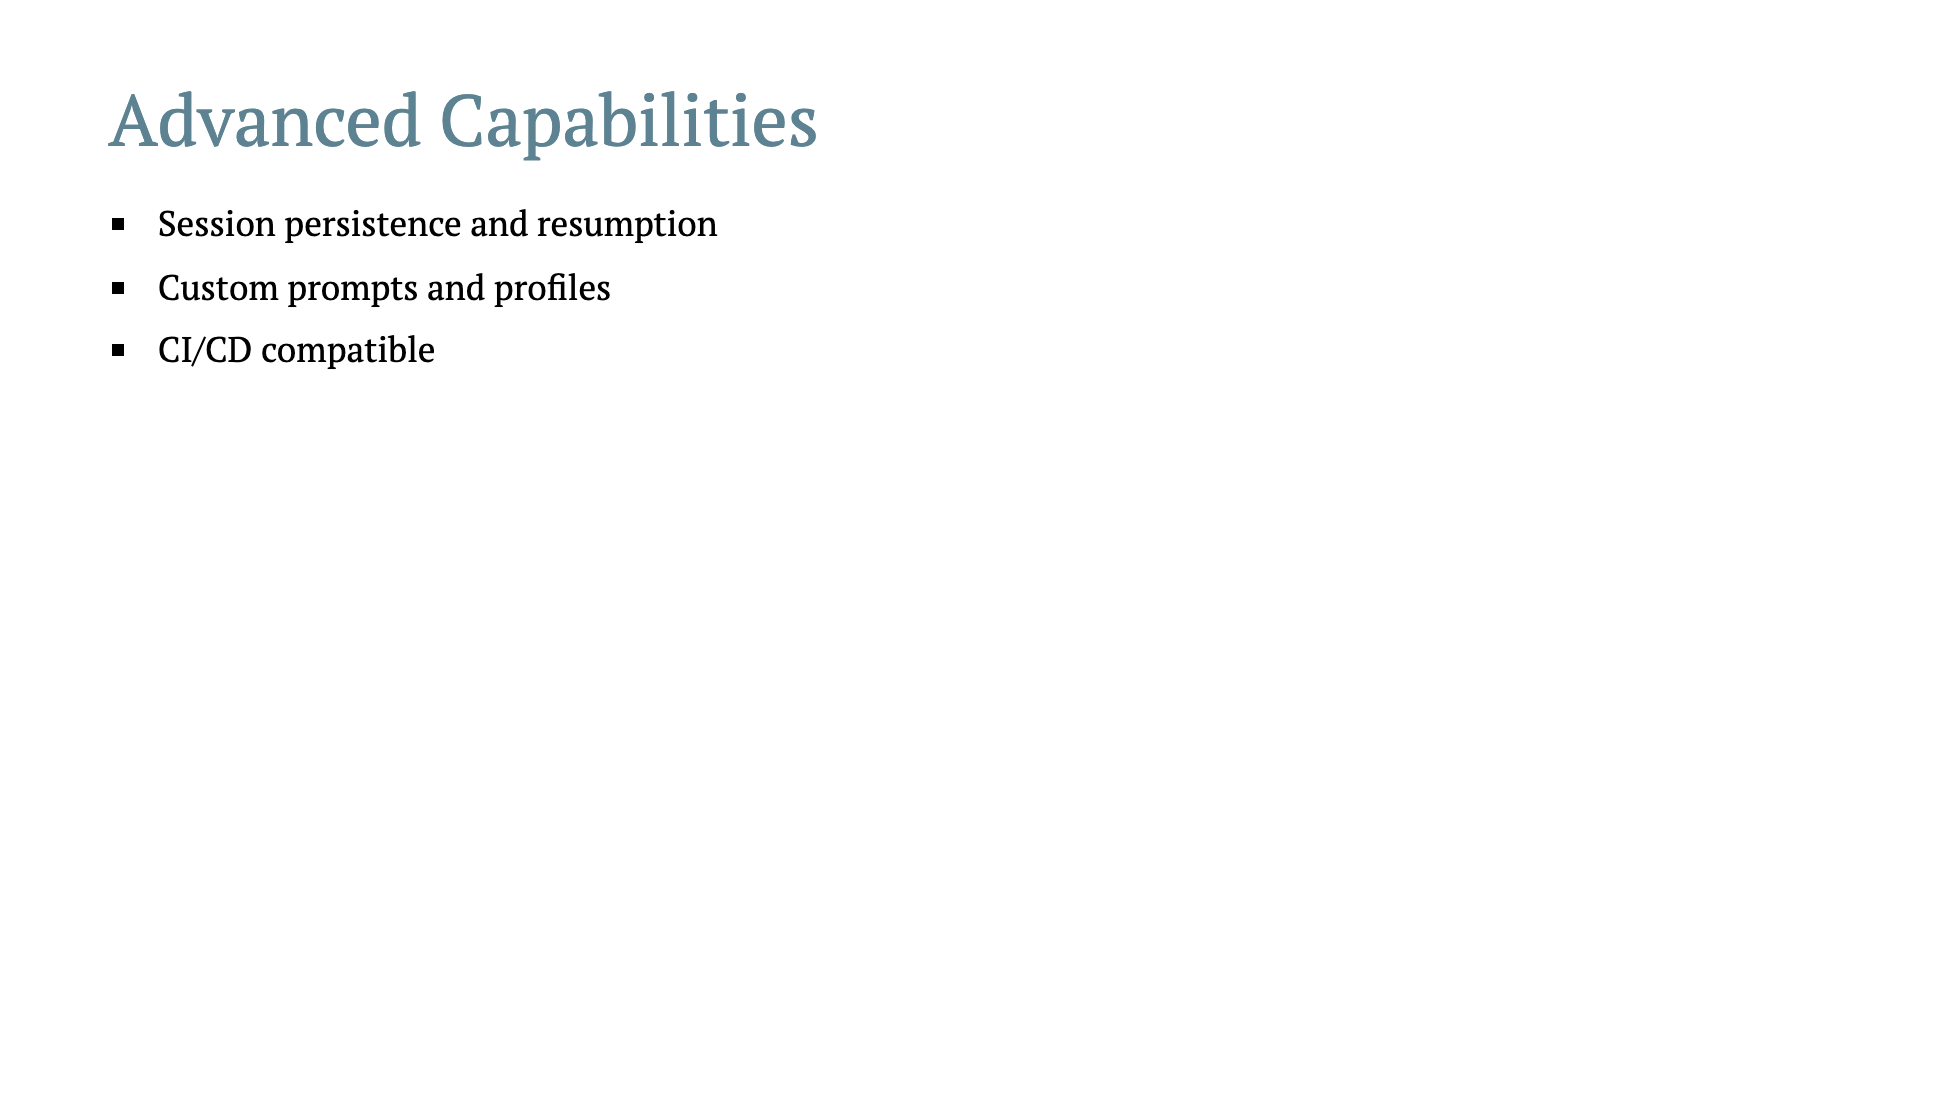 Advanced Capabilities
▪ Session persistence and resumption
▪ Custom prompts and profiles
▪ CI/CD compatible